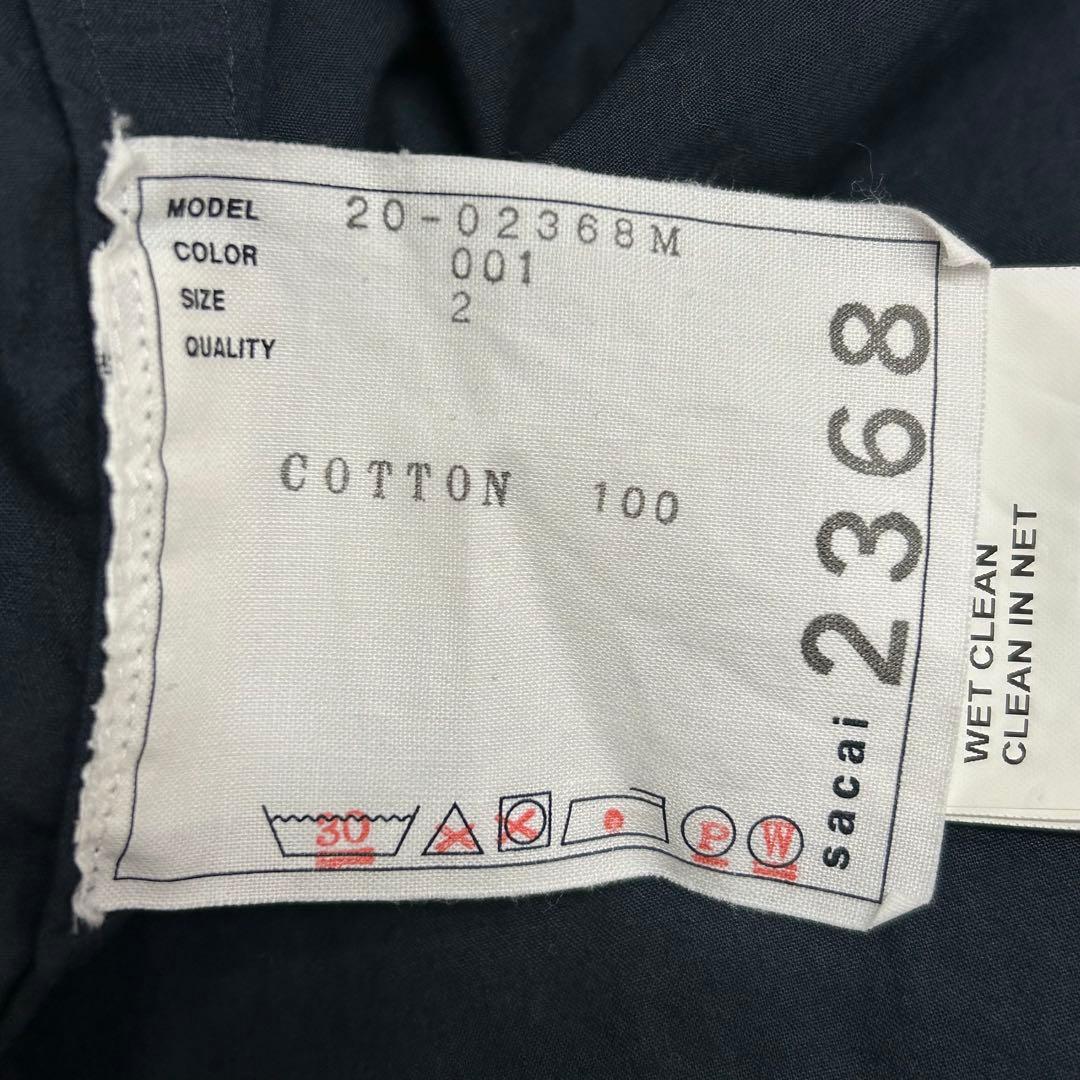 MODEL 20-02368M
COLOR 001
SIZE 2
QUALITY
COTTON 100
sacai 2368
30
P
W
WET CLEAN
CLEAN IN NET